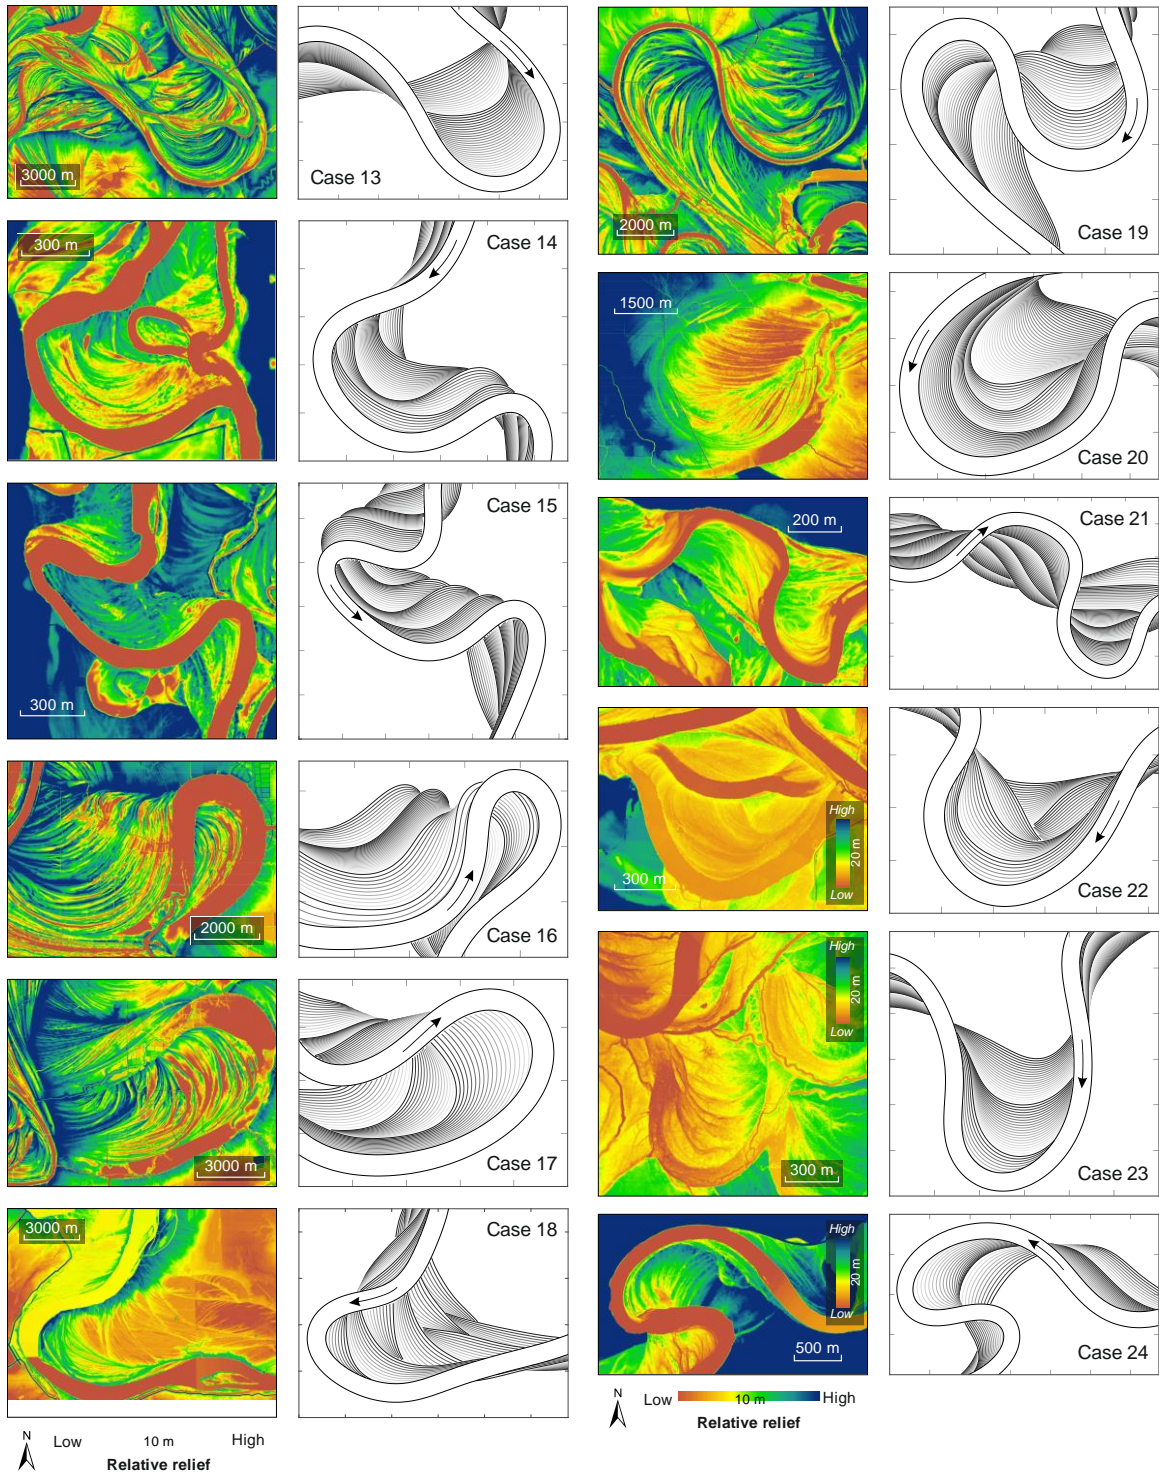 3000 m
Case 13
300 m
Case 14
300 m
Case 15
2000 m
Case 16
3000 m
Case 17
3000 m
Case 18
N
Low 10 m High
Relative relief
2000 m
Case 19
1500 m
Case 20
200 m
Case 21
High
20 m
Low
300 m
Case 22
High
20 m
Low
300 m
Case 23
High
20 m
Low
500 m
Case 24
N
Low 10 m High
Relative relief